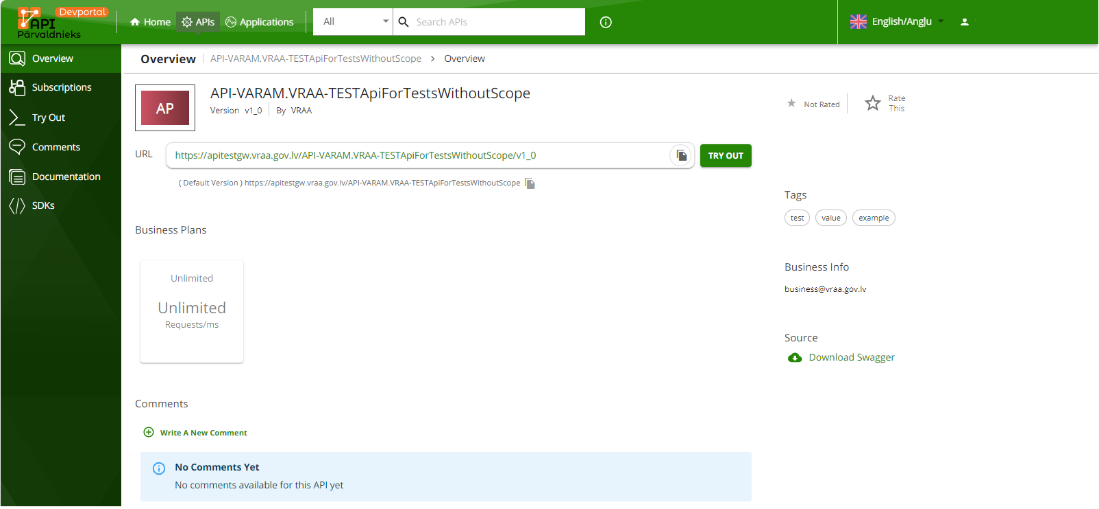 API
Devportal
Pārvaldnieks
Home
APIs
Applications
All
Search APIs
English/Angļu
Overview
Subscriptions
Try Out
Comments
Documentation
SDKs
Overview
API-VARAM.VRAA-TESTApiForTestsWithoutScope > Overview
AP
API-VARAM.VRAA-TESTApiForTestsWithoutScope
Version v1_0 By VRAA
Not Rated
Rate
This
URL
https://apitestgw.vraa.gov.lv/API-VARAM.VRAA-TESTApiForTestsWithoutScope/v1_0
TRY OUT
( Default Version ) https://apitestgw.vraa.gov.lv/API-VARAM.VRAA-TESTApiForTestsWithoutScope
Business Plans
Unlimited
Unlimited
Requests/ms
Comments
Write A New Comment
No Comments Yet
No comments available for this API yet
Tags
test value example
Business Info
business@vraa.gov.lv
Source
Download Swagger